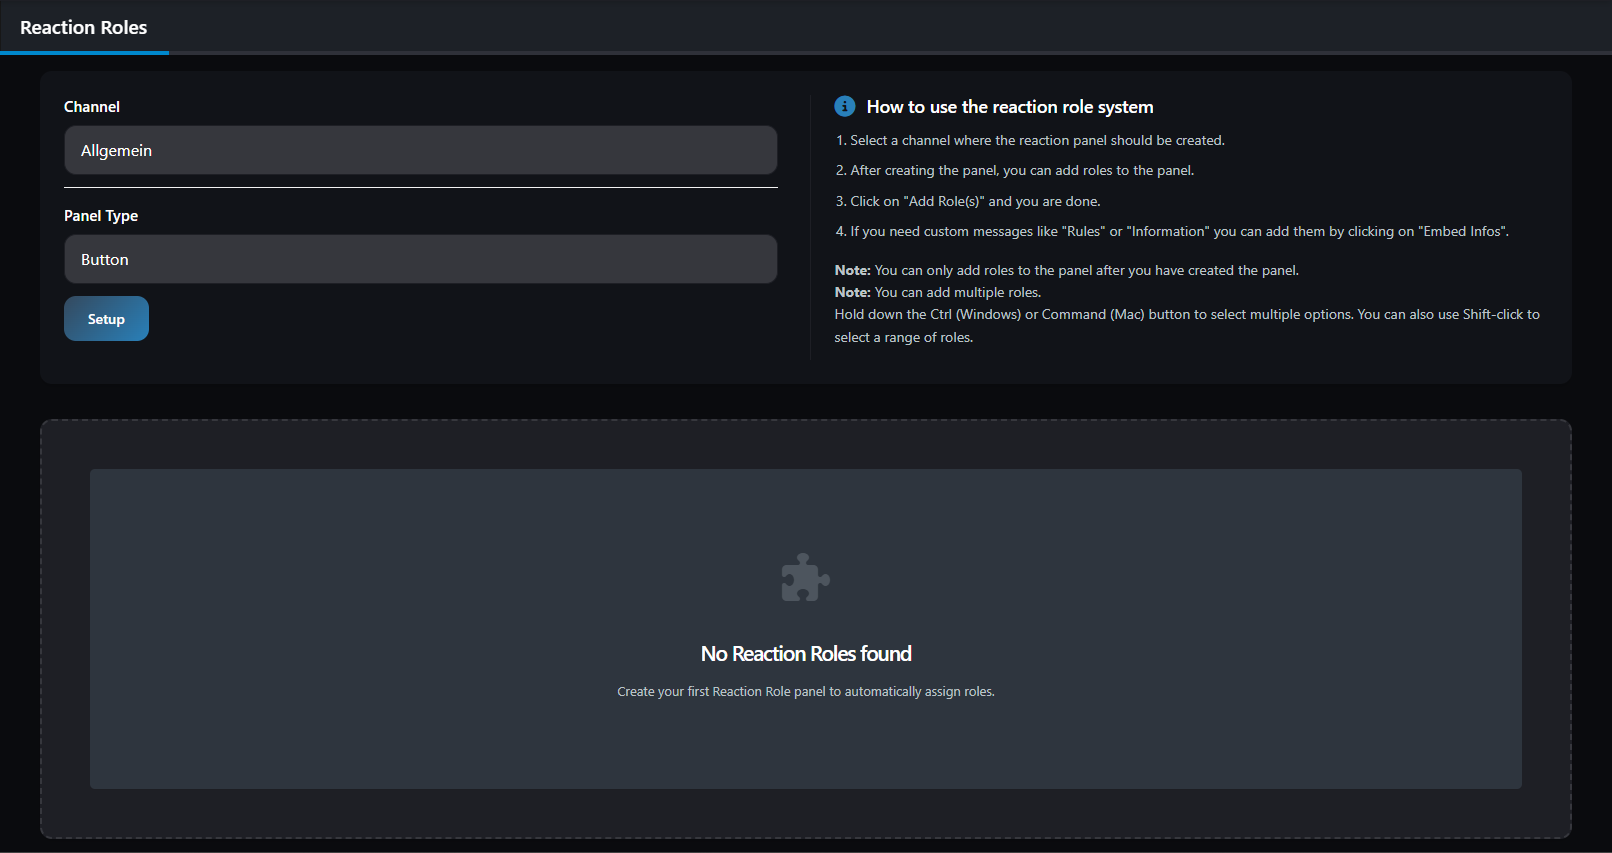 Reaction Roles
Channel
Allgemein
Panel Type
Button
Setup
How to use the reaction role system
1. Select a channel where the reaction panel should be created.
2. After creating the panel, you can add roles to the panel.
3. Click on "Add Role(s)" and you are done.
4. If you need custom messages like "Rules" or "Information" you can add them by clicking on "Embed Infos".
Note: You can only add roles to the panel after you have created the panel.
Note: You can add multiple roles.
Hold down the Ctrl (Windows) or Command (Mac) button to select multiple options. You can also use Shift-click to
select a range of roles.
No Reaction Roles found
Create your first Reaction Role panel to automatically assign roles.